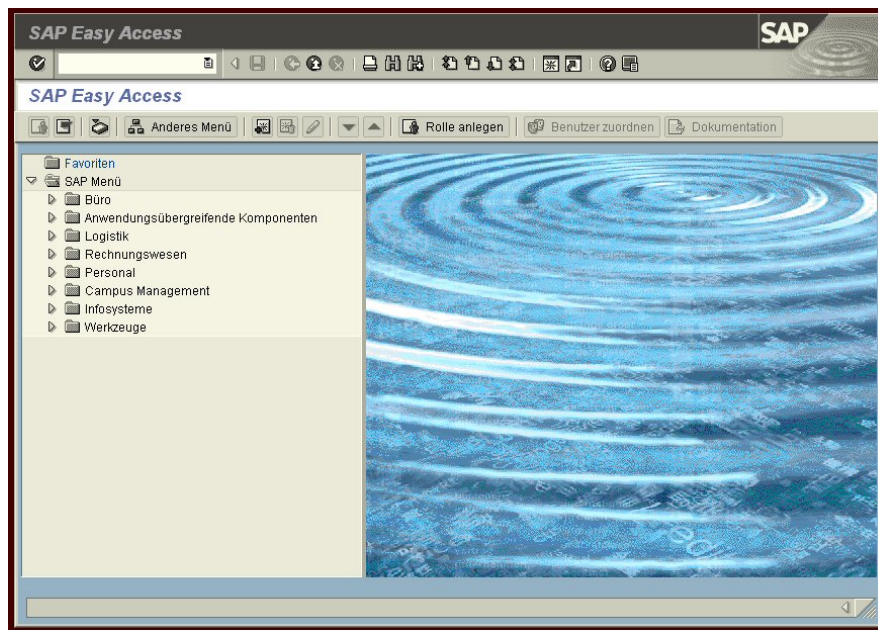 SAP Easy Access
SAP
SAP Easy Access
Anderes Menü Rolle anlegen Benutzer zuordnen Dokumentation
Favoriten
SAP Menü
Büro
Anwendungsübergreifende Komponenten
Logistik
Rechnungswesen
Personal
Campus Management
Infosysteme
Werkzeuge